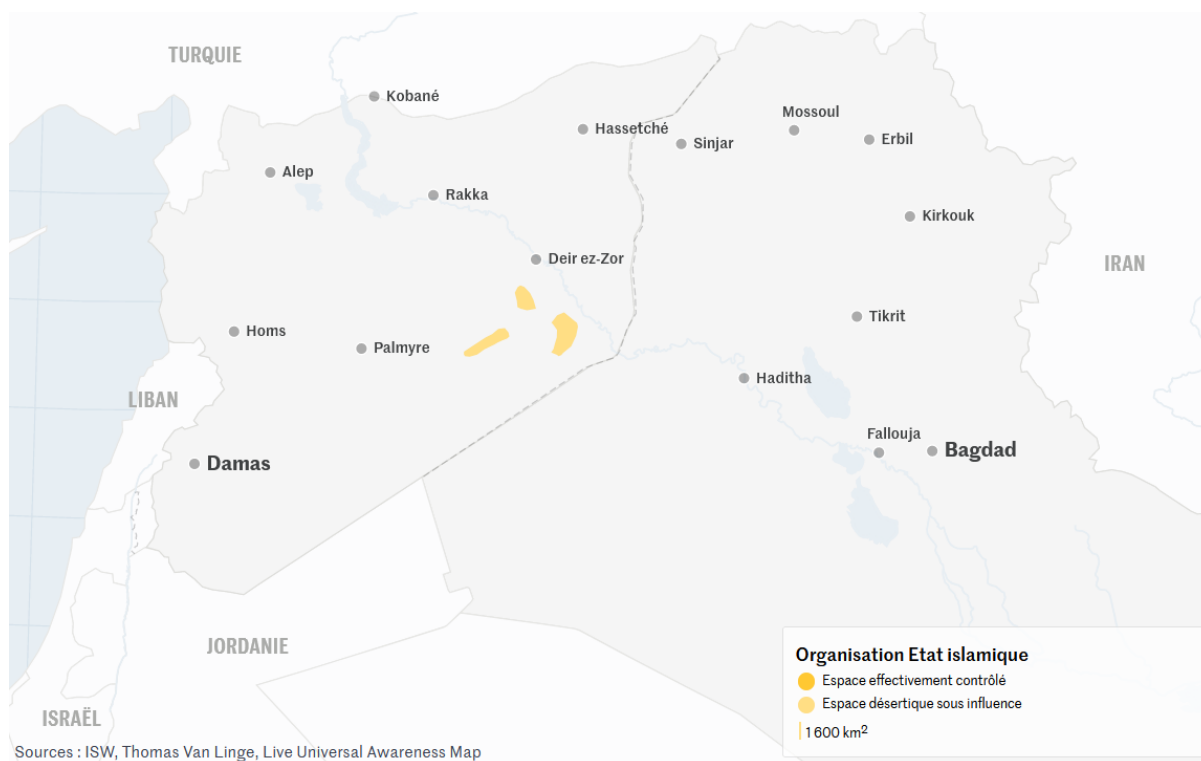 TURQUIE
Kobané
Mossoul
Hassetché
Sinjar
Erbil
Alep
Rakka
Kirkouk
Deir ez-Zor
IRAN
Tikrit
Homs
Palmyre
Haditha
LIBAN
Fallouja
Bagdad
Damas
JORDANIE
Organisation Etat islamique
Espace effectivement contrôlé
Espace désertique sous influence
1 600 km²
ISRAËL
Sources : ISW, Thomas Van Linge, Live Universal Awareness Map